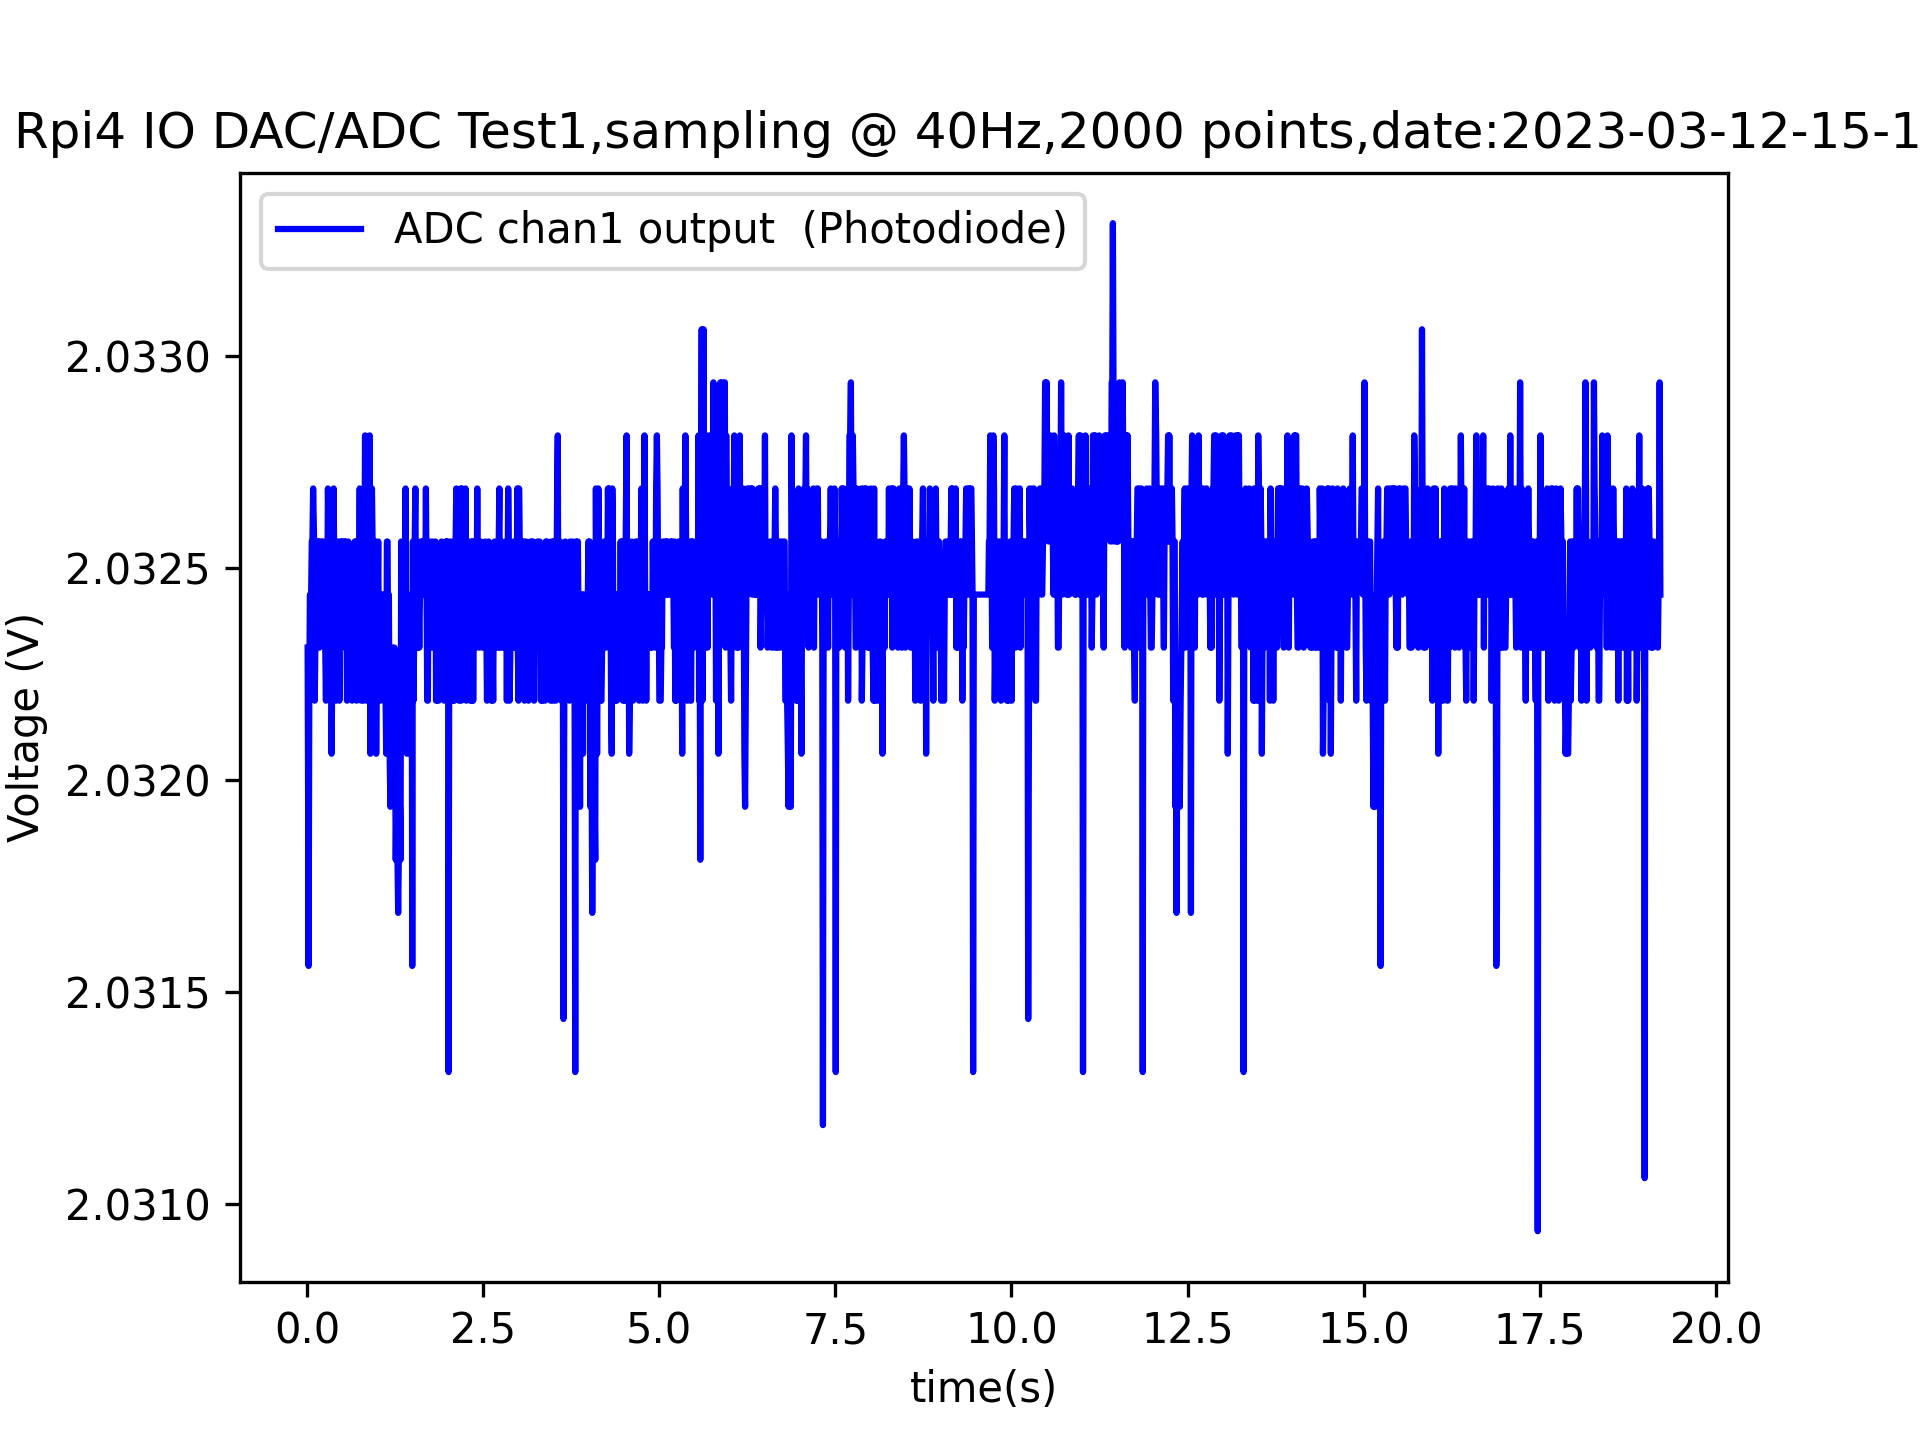 Rpi4 IO DAC/ADC Test1,sampling @ 40Hz,2000 points,date:2023-03-12-15-1
ADC chan1 output  (Photodiode)
Voltage (V)
2.0330
2.0325
2.0320
2.0315
2.0310
0.0 2.5 5.0 7.5 10.0 12.5 15.0 17.5 20.0
time(s)